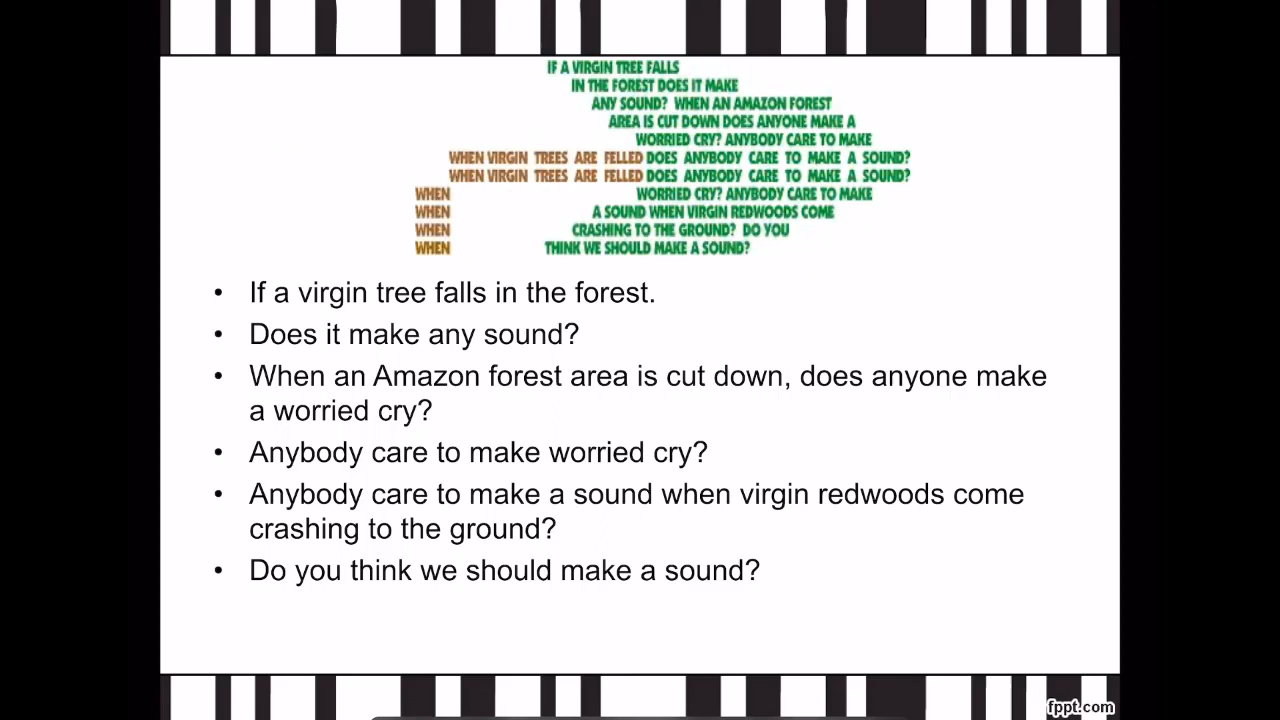 IF A VIRGIN TREE FALLS
IN THE FOREST DOES IT MAKE
ANY SOUND? WHEN AN AMAZON FOREST
AREA IS CUT DOWN DOES ANYONE MAKE A
WORRIED CRY? ANYBODY CARE TO MAKE
WHEN VIRGIN TREES ARE FELLED DOES ANYBODY CARE TO MAKE A SOUND?
WHEN VIRGIN TREES ARE FELLED DOES ANYBODY CARE TO MAKE A SOUND?
WHEN WORRIED CRY? ANYBODY CARE TO MAKE
WHEN A SOUND WHEN VIRGIN REDWOODS COME
WHEN CRASHING TO THE GROUND? DO YOU
WHEN THINK WE SHOULD MAKE A SOUND?
• If a virgin tree falls in the forest.
• Does it make any sound?
• When an Amazon forest area is cut down, does anyone make
a worried cry?
• Anybody care to make worried cry?
• Anybody care to make a sound when virgin redwoods come
crashing to the ground?
• Do you think we should make a sound?
fppt.com